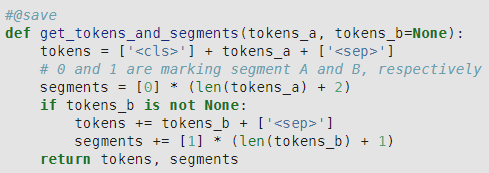 #@save
def get_tokens_and_segments(tokens_a, tokens_b=None):
    tokens = ['<cls>'] + tokens_a + ['<sep>']
    # 0 and 1 are marking segment A and B, respectively
    segments = [0] * (len(tokens_a) + 2)
    if tokens_b is not None:
        tokens += tokens_b + ['<sep>']
        segments += [1] * (len(tokens_b) + 1)
    return tokens, segments